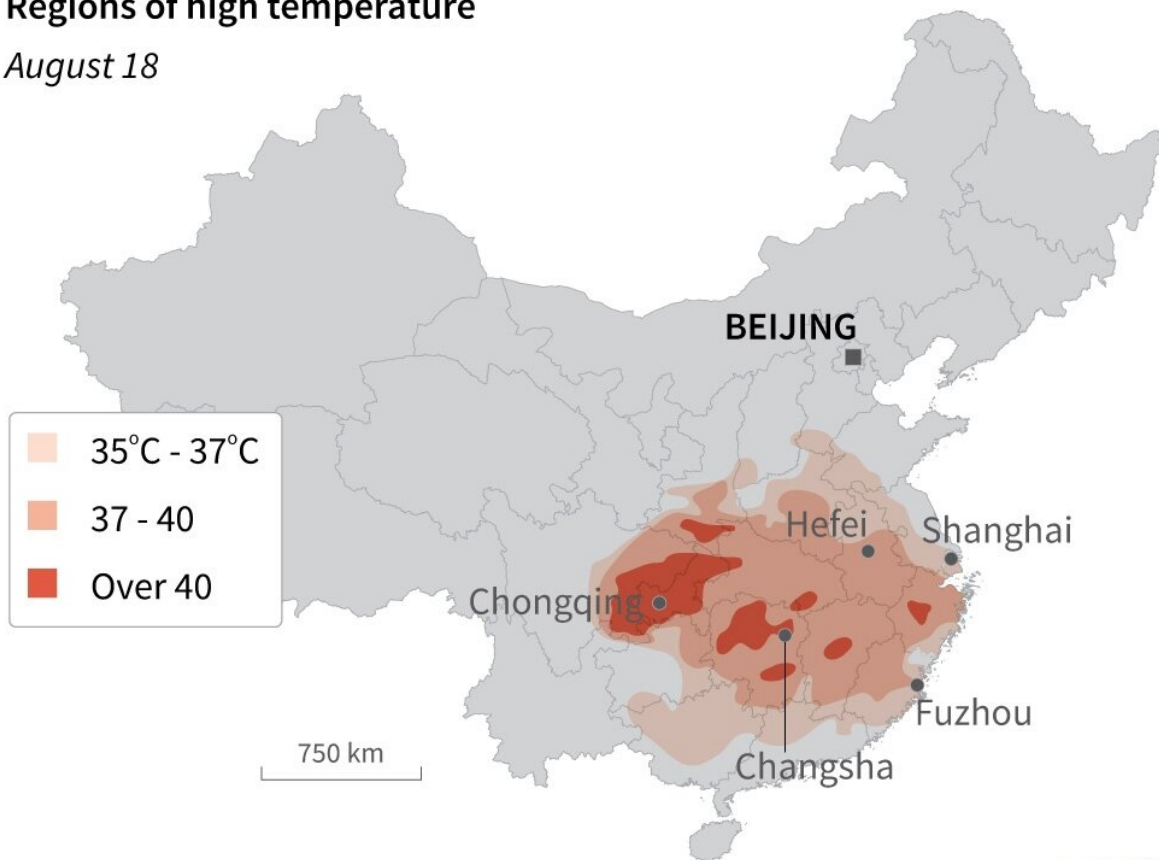 Regions of high temperature
August 18
BEIJING
35°C - 37°C
37 - 40
Over 40
Hefei
Shanghai
Chongqing
Fuzhou
750 km
Changsha